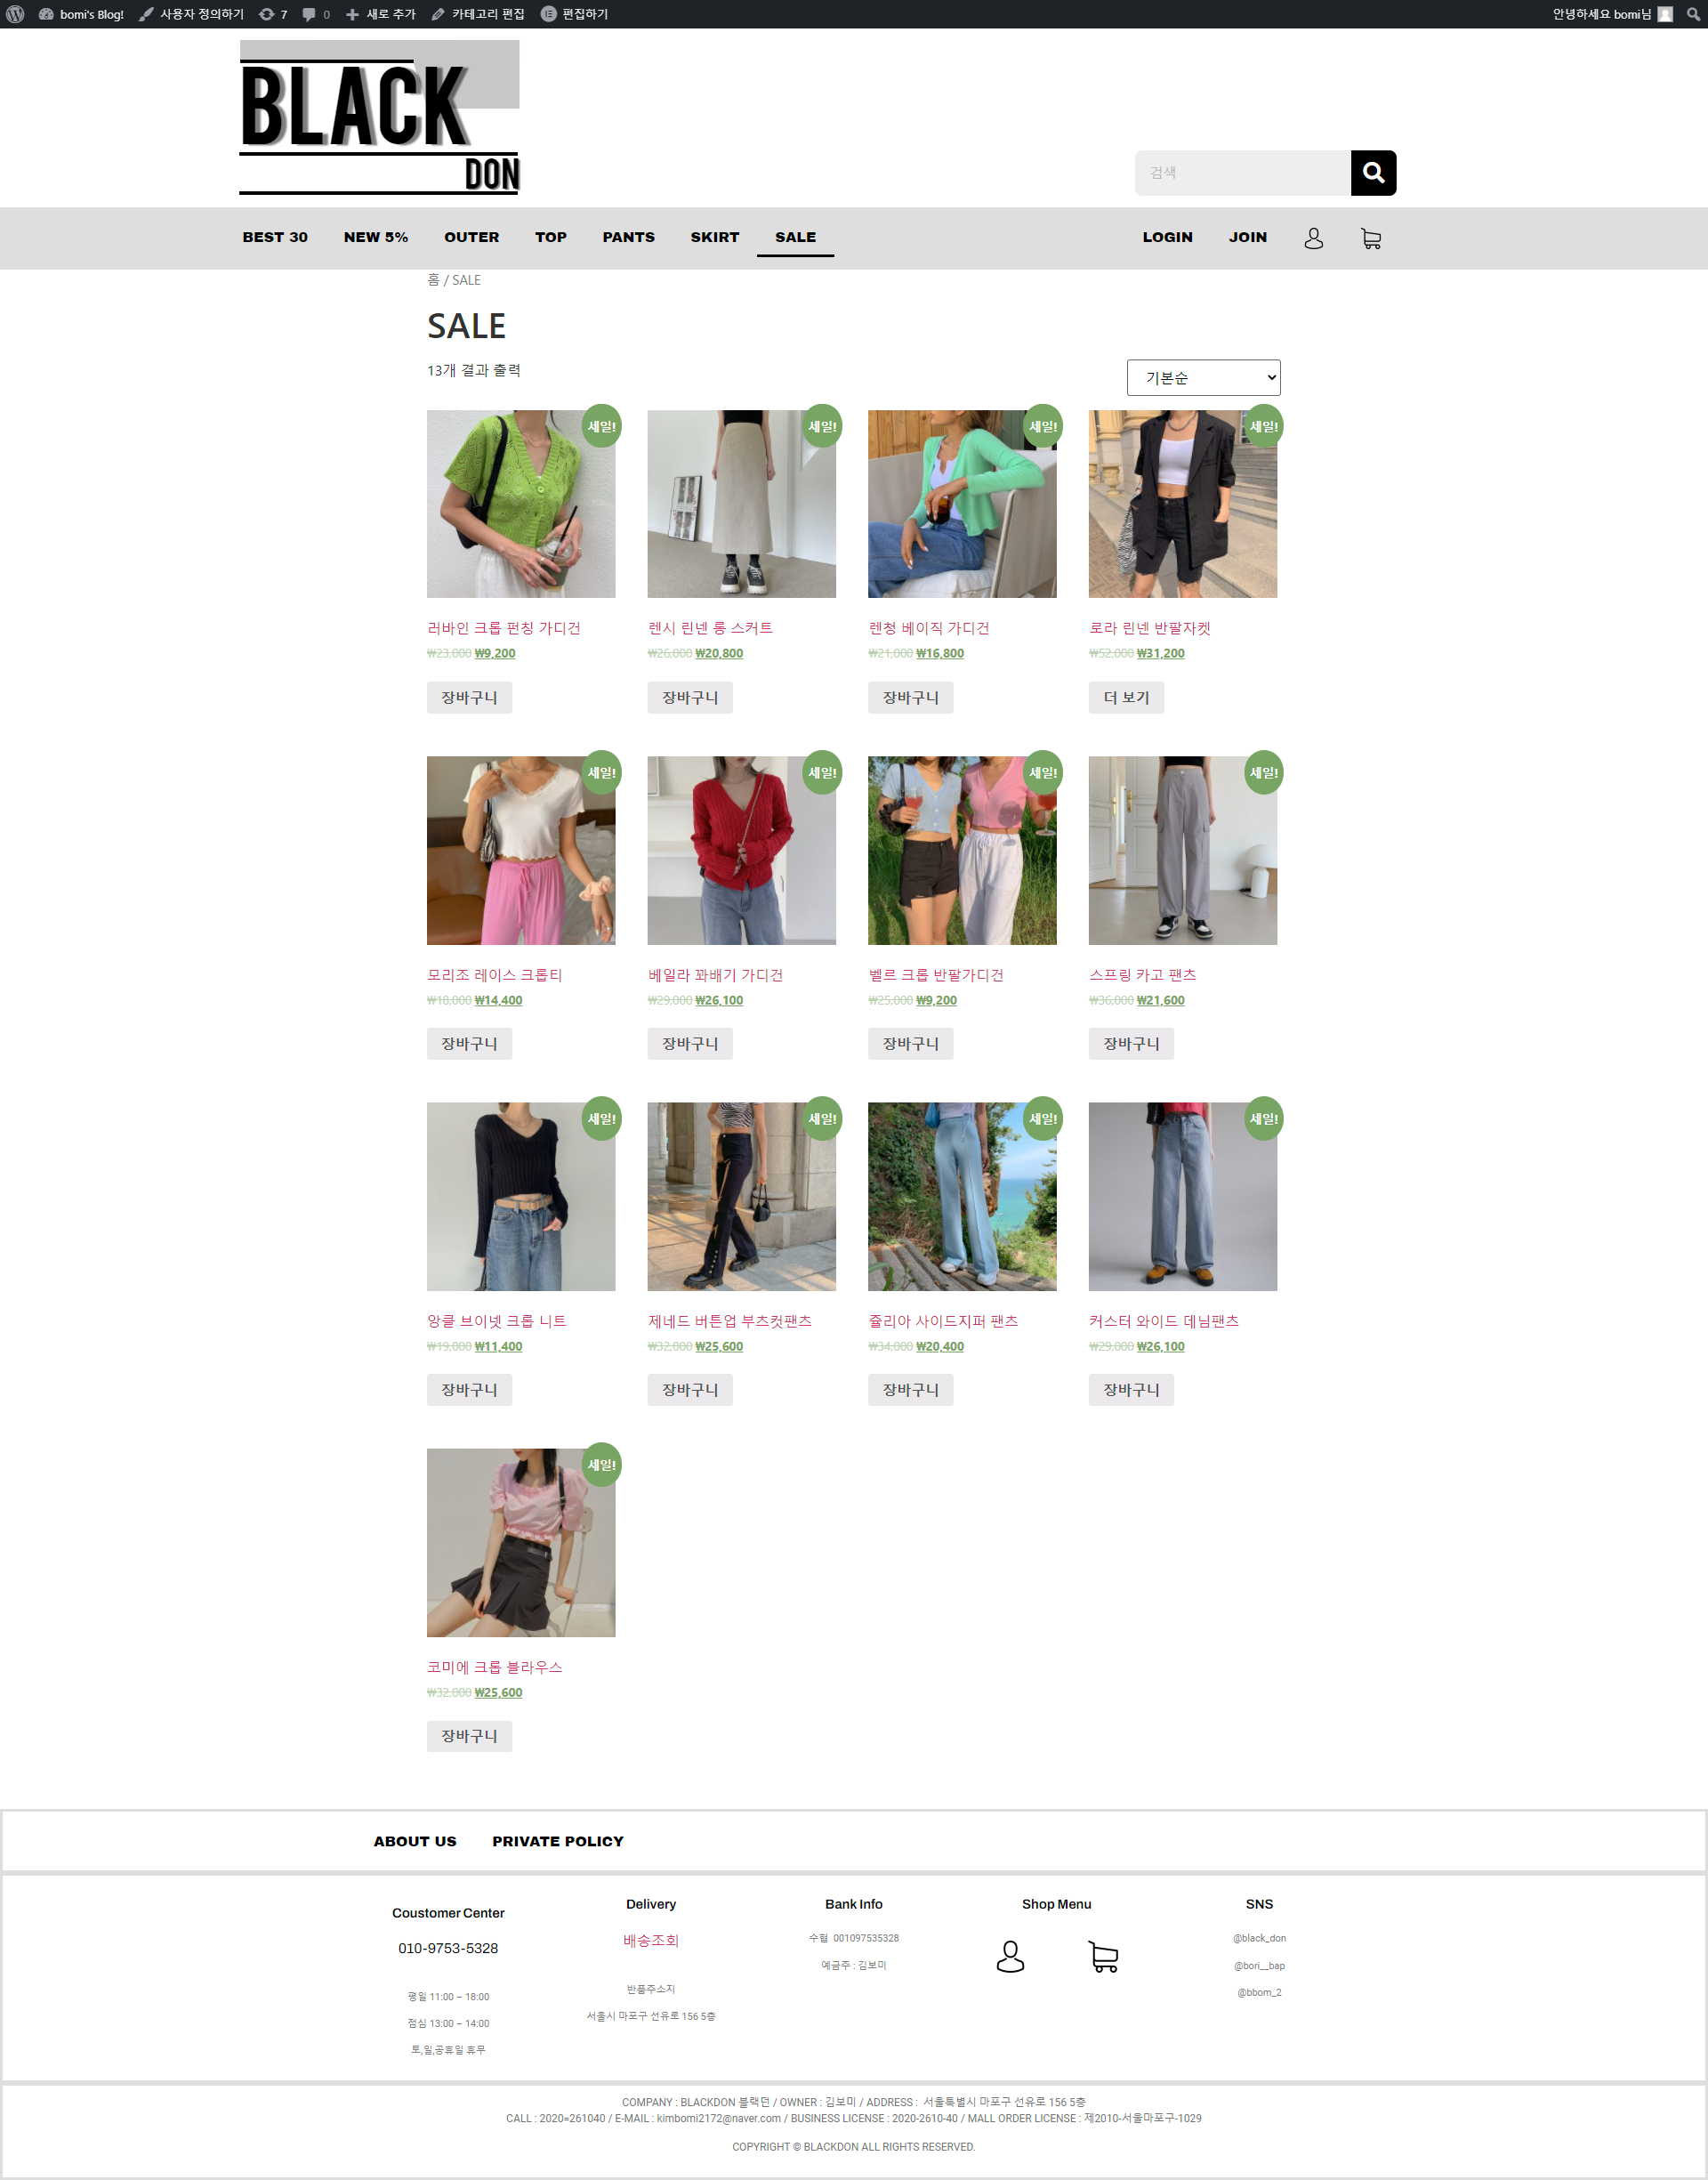 bomi's Blog! 사용자 정의하기 7 0 새로 추가 카테고리 편집 편집하기 안녕하세요 bomi님
BLACK
DON
검색
BEST 30 NEW 5% OUTER TOP PANTS SKIRT SALE LOGIN JOIN
홈 / SALE
SALE
13개 결과 출력 기본순
세일! 세일! 세일! 세일!
러바인 크롭 펀칭 가디건 렌시 린넨 롱 스커트 렌청 베이직 가디건 로라 린넨 반팔자켓
₩23,000 ₩9,200 ₩26,000 ₩20,800 ₩21,000 ₩16,800 ₩52,000 ₩31,200
장바구니 장바구니 장바구니 더 보기
세일! 세일! 세일! 세일!
모리조 레이스 크롭티 베일라 꽈배기 가디건 벨르 크롭 반팔가디건 스프링 카고 팬츠
₩18,000 ₩14,400 ₩29,000 ₩26,100 ₩25,000 ₩9,200 ₩36,000 ₩21,600
장바구니 장바구니 장바구니 장바구니
세일! 세일! 세일! 세일!
앙클 브이넷 크롭 니트 제네드 버튼업 부츠컷팬츠 쥴리아 사이드지퍼 팬츠 커스터 와이드 데님팬츠
₩19,000 ₩11,400 ₩32,000 ₩25,600 ₩34,000 ₩20,400 ₩29,000 ₩26,100
장바구니 장바구니 장바구니 장바구니
세일!
코미에 크롭 블라우스
₩32,000 ₩25,600
장바구니
ABOUT US PRIVATE POLICY
Coustomer Center
010-9753-5328
평일 11:00 ~ 18:00
점심 13:00 ~ 14:00
토,일,공휴일 휴무
Delivery
배송조회
반품주소지
서울시 마포구 선유로 156 5층
Bank Info
수협 001097535328
예금주 : 김보미
Shop Menu
SNS
@black_don
@bori__bap
@bbom_2
COMPANY : BLACKDON 블랙던 / OWNER : 김보미 / ADDRESS : 서울특별시 마포구 선유로 156 5층
CALL : 2020=261040 / E-MAIL : kimbomi2172@naver.com / BUSINESS LICENSE : 2020-2610-40 / MALL ORDER LICENSE : 제2010-서울마포구-1029
COPYRIGHT © BLACKDON ALL RIGHTS RESERVED.